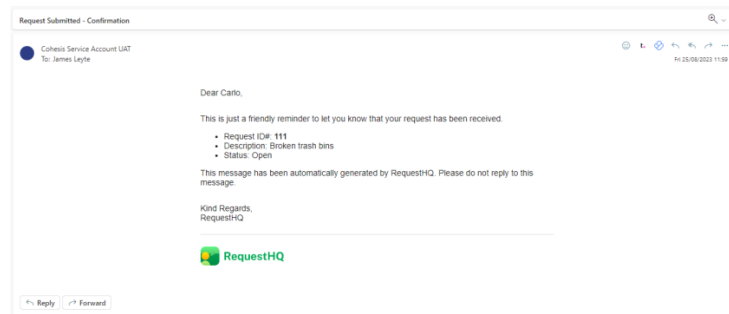 Request Submitted - Confirmation
Cohesis Service Account UAT
To: James Leyte
t.
Fri 25/08/2023 11:59
Dear Carlo,
This is just a friendly reminder to let you know that your request has been received.
• Request ID#: 111
• Description: Broken trash bins
• Status: Open
This message has been automatically generated by RequestHQ. Please do not reply to this
message.
Kind Regards,
RequestHQ
RequestHQ
Reply
Forward